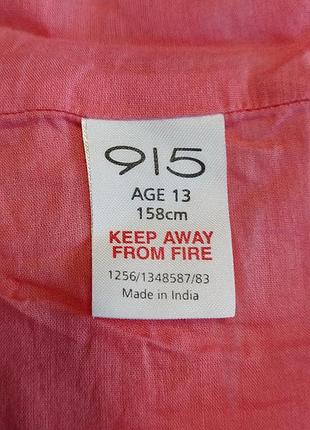 915
AGE 13
158cm
KEEP AWAY
FROM FIRE
1256/1348587/83
Made in India